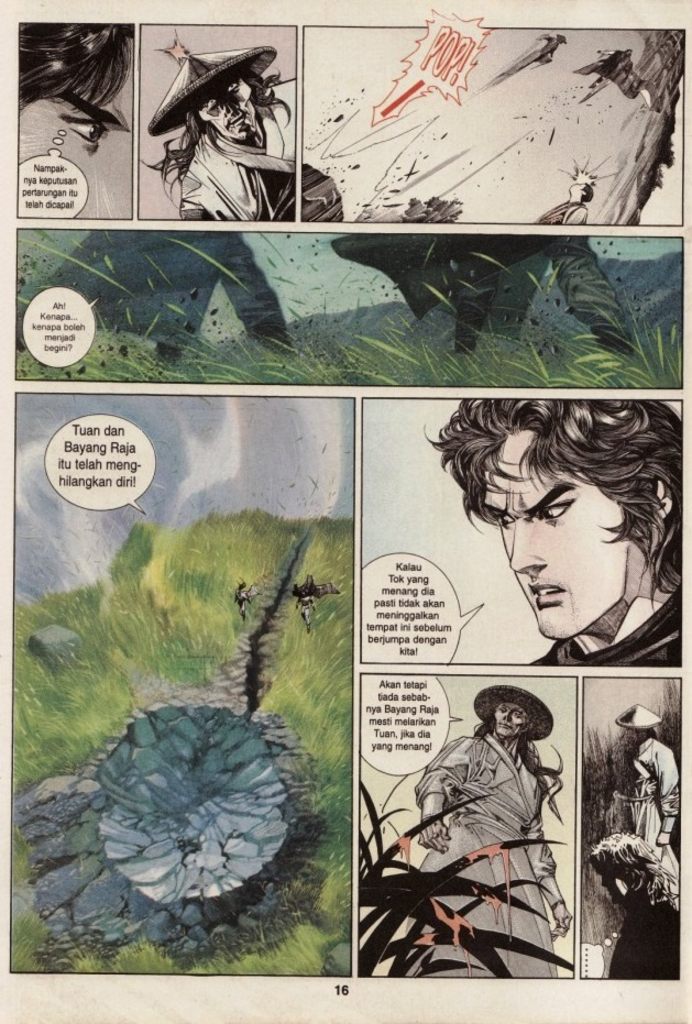 Nampak-
nya keputusan
pertarungan itu
telah dicapai!
POP!
Ah!
Kenapa...
kenapa boleh
menjadi
begini?
Tuan dan
Bayang Raja
itu telah meng-
hilangkan diri!
Kalau
Tok yang
menang dia
pasti tidak akan
meninggalkan
tempat ini sebelum
berjumpa dengan
kita!
Akan tetapi
tiada sebab-
nya Bayang Raja
mesti melarikan
Tuan, jika dia
yang menang!
......
16